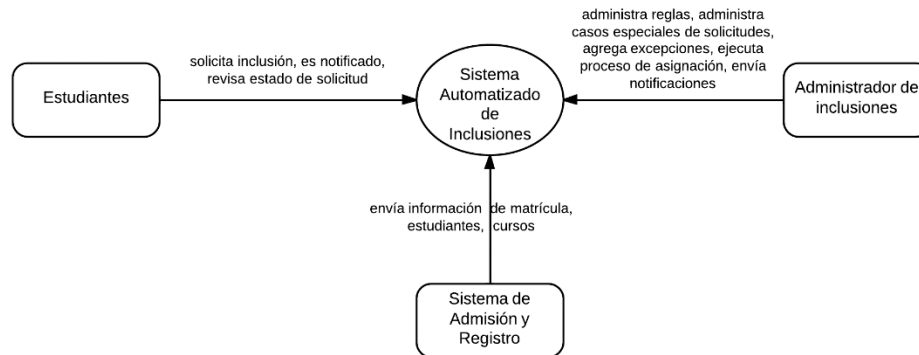 administra reglas, administra
casos especiales de solicitudes,
agrega excepciones, ejecuta
proceso de asignación, envía
notificaciones
solicita inclusión, es notificado,
revisa estado de solicitud
Estudiantes
Sistema
Automatizado
de
Inclusiones
Administrador de
inclusiones
envía información de matrícula,
estudiantes, cursos
Sistema de
Admisión y
Registro